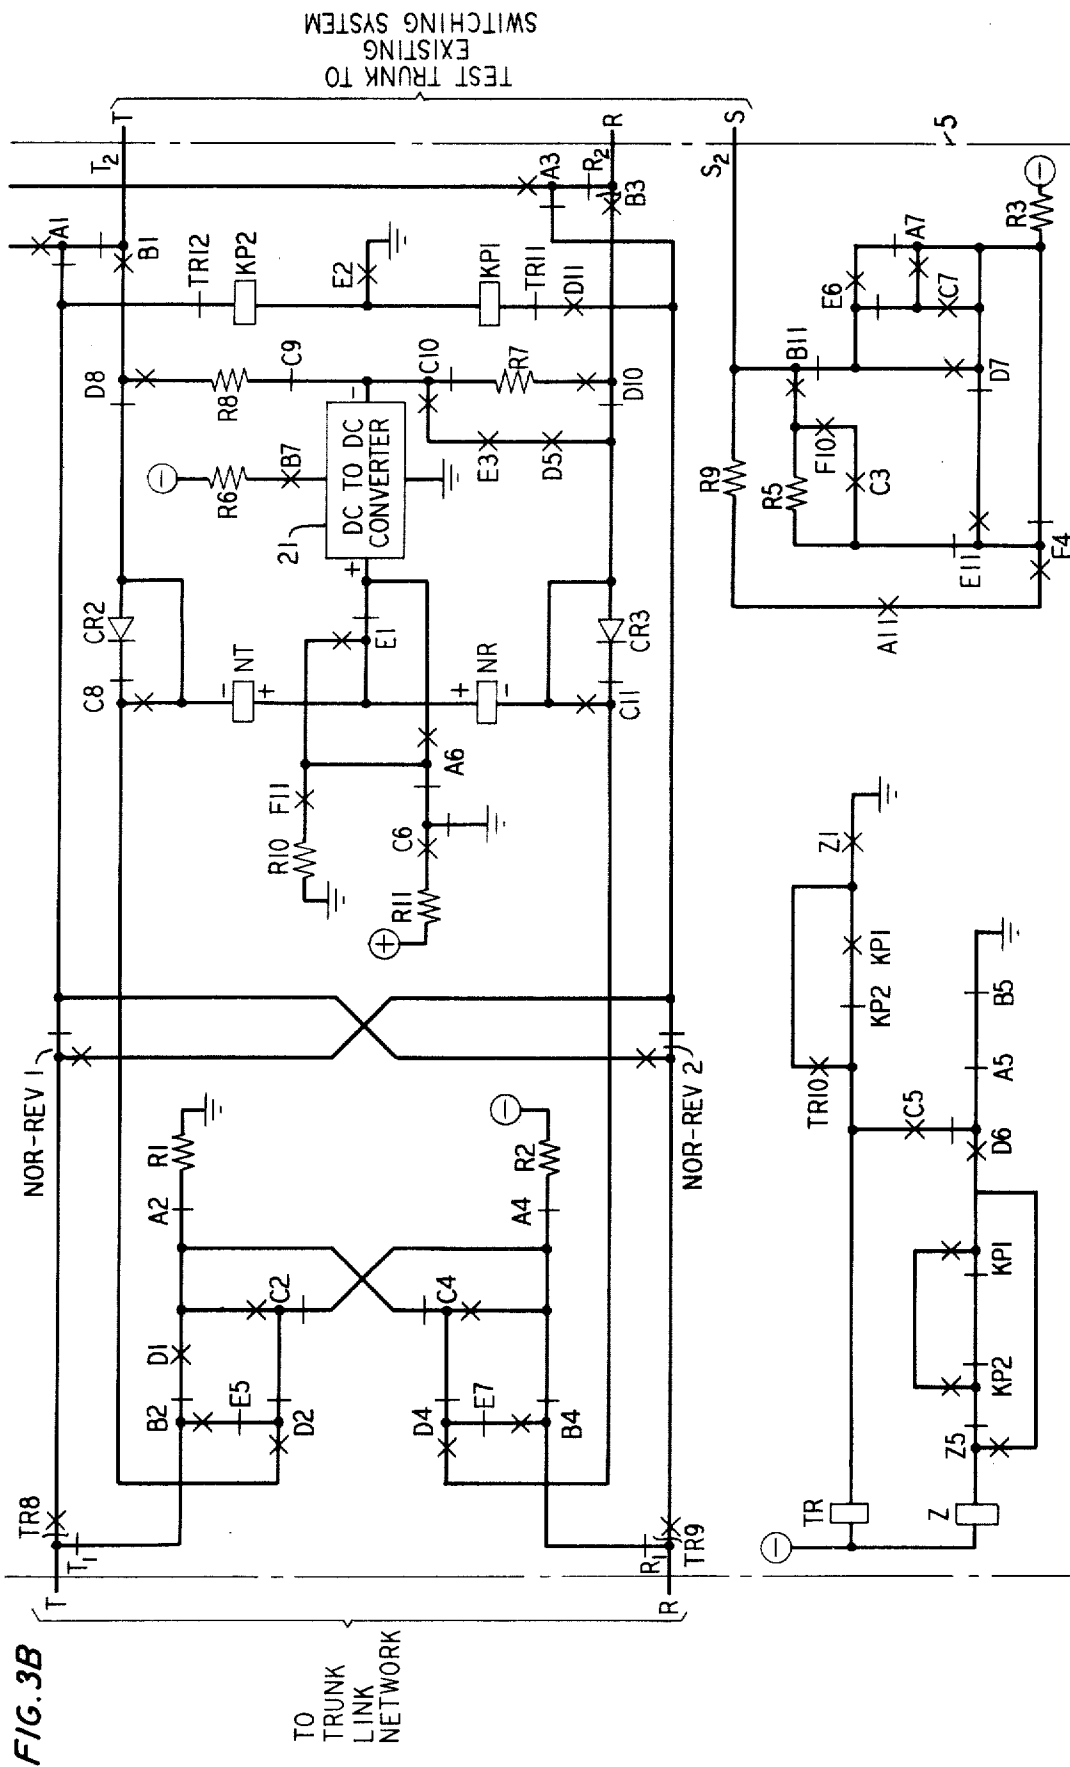 FIG. 3B
TO
TRUNK
LINK
NETWORK
TEST TRUNK TO
EXISTING
SWITCHING SYSTEM
T
TR8
T1
NOR-REV 1
A1
T2
T
B1
TR12
KP2
E2
KP1
TR11
D11
A3
R2
B3
R
B2
D1
A2
R1
E5
D2
C2
C4
D4
E7
B4
A4
R2
NOR-REV 2
R1
TR9
R
C8
CR2
D8
NT
R10
F11
E1
R8
C9
R6
B7
21
DC TO DC
CONVERTER
+
-
-
+
+
-
+
R11
C6
A6
NR
C10
R7
E3
D5
C11
CR3
D10
S2
S
R9
B11
R5
F10
C3
E6
A7
C7
D7
E11
F4
A11
R3
5
TR
TR10
KP2
KP1
Z1
C5
Z
Z5
KP2
KP1
D6
A5
B5